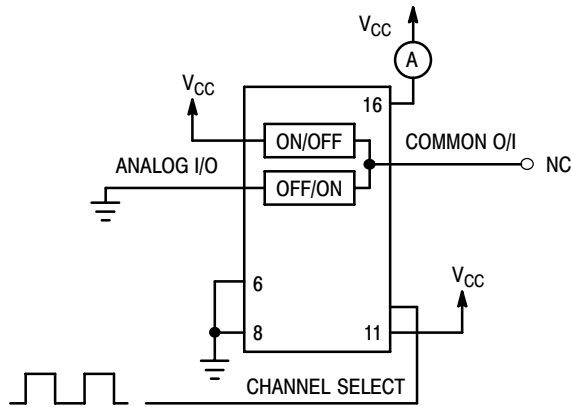 VCC
A
VCC
16
ON/OFF
COMMON O/I
NC
ANALOG I/O
OFF/ON
6
VCC
8
11
CHANNEL SELECT